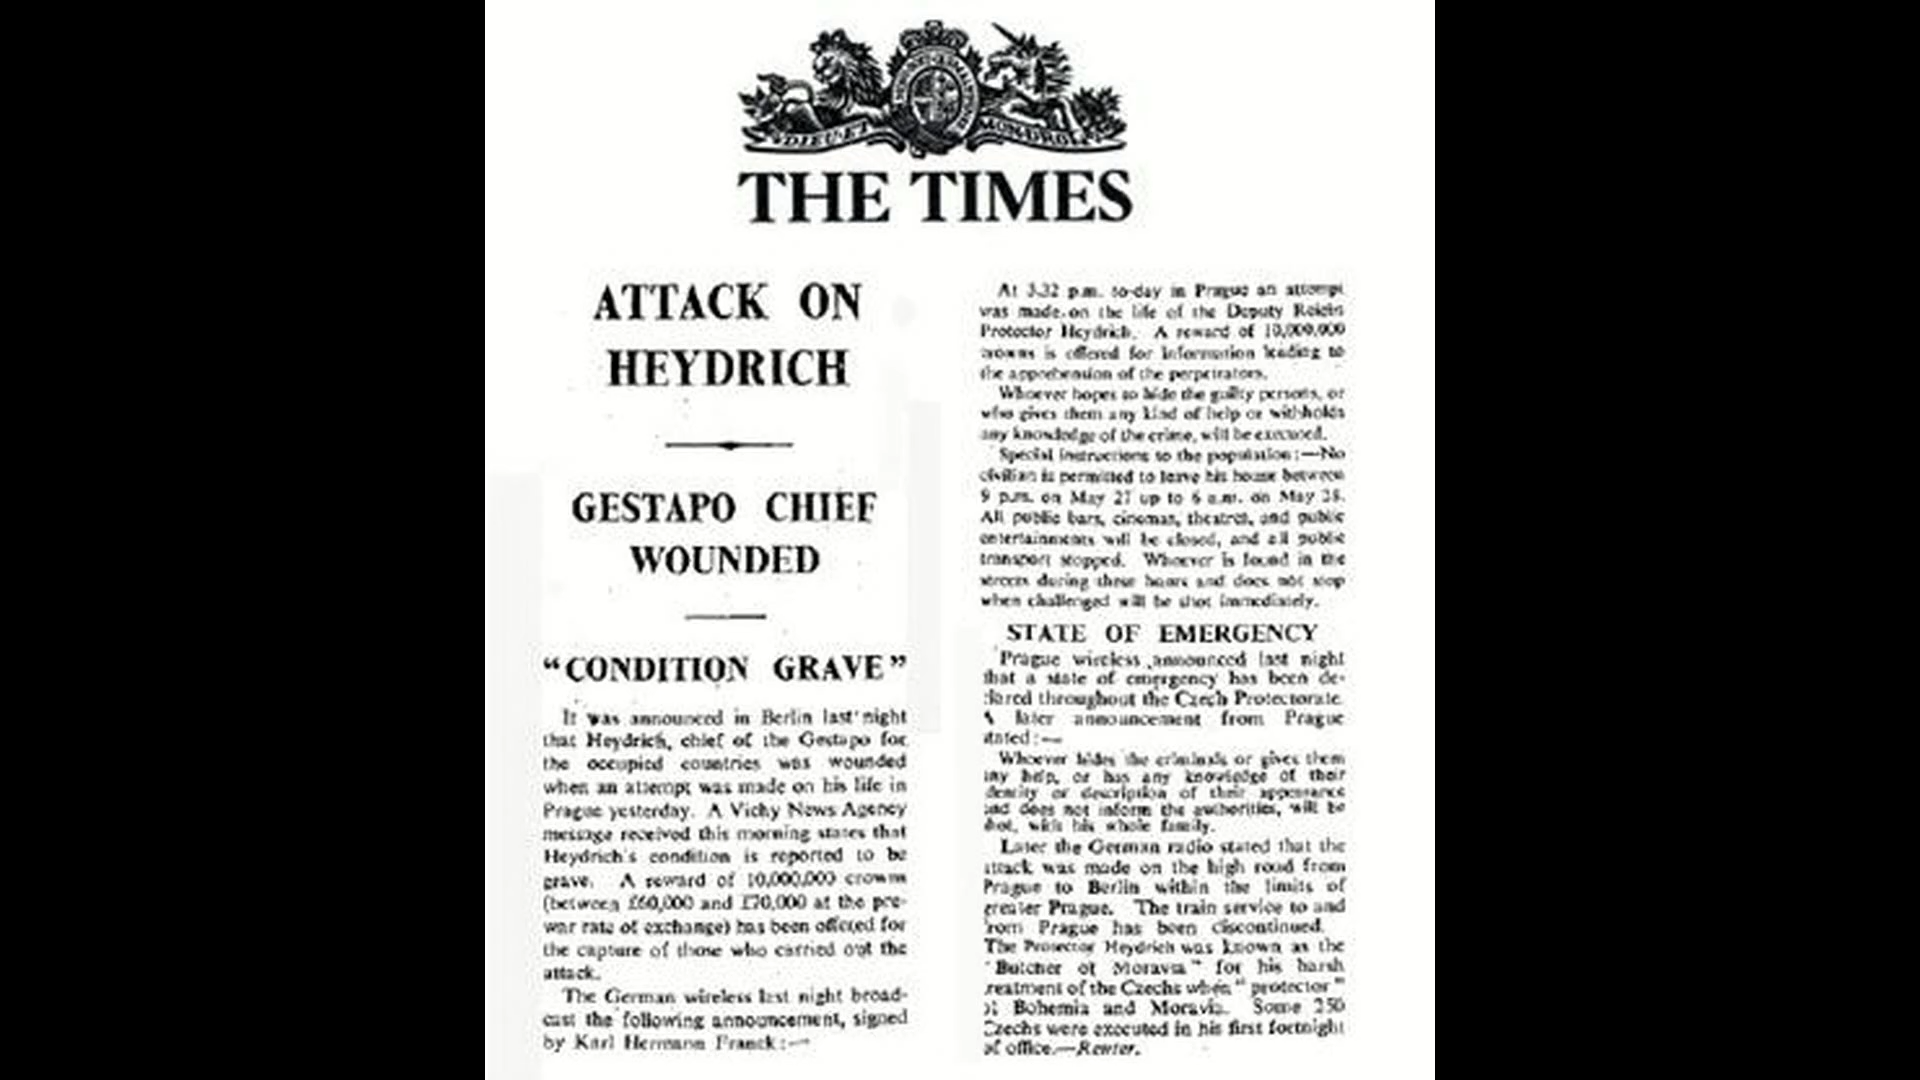 DIEU ET MON DROIT
THE TIMES
ATTACK ON
HEYDRICH
GESTAPO CHIEF
WOUNDED
“CONDITION GRAVE”
It was announced in Berlin last night
that Heydrich, chief of the Gestapo for
the occupied countries was wounded
when an attempt was made on his life in
Prague yesterday. A Vichy News Agency
message received this morning states that
Heydrich's condition is reported to be
grave. A reward of 10,000,000 crowns
(between £60,000 and £70,000 at the pre-
war rate of exchange) has been offered for
the capture of those who carried out the
attack.
The German wireless last night broad-
cast the following announcement, signed
by Karl Hermann Franck:—
At 3.32 p.m. to-day in Prague an attempt
was made on the life of the Deputy Reich
Protector Heydrich. A reward of 10,000,000
crowns is offered for information leading to
the apprehension of the perpetrators.
Whoever hopes to hide the guilty persons, or
who gives them any kind of help or withholds
any knowledge of the crime, will be executed.
Special instructions to the population:—No
civilian is permitted to leave his house between
9 p.m. on May 27 up to 6 a.m. on May 28.
All public bars, cinemas, theatres, and public
entertainments will be closed, and all public
transport stopped. Whoever is found in the
streets during these hours and does not stop
when challenged will be shot immediately.
STATE OF EMERGENCY
Prague wireless announced last night
that a state of emergency has been de-
clared throughout the Czech Protectorate.
A later announcement from Prague
stated:—
Whoever hides the criminals or gives them
any help, or has any knowledge of their
identity or description of their appearance
and does not inform the authorities, will be
shot, with his whole family.
Later the German radio stated that the
attack was made on the high road from
Prague to Berlin within the limits of
greater Prague. The train service to and
from Prague has been discontinued.
The Protector Heydrich was known as the
“Butcher of Moravia” for his harsh
treatment of the Czechs when “protector”
of Bohemia and Moravia. Some 250
Czechs were executed in his first fortnight
of office.—Reuter.